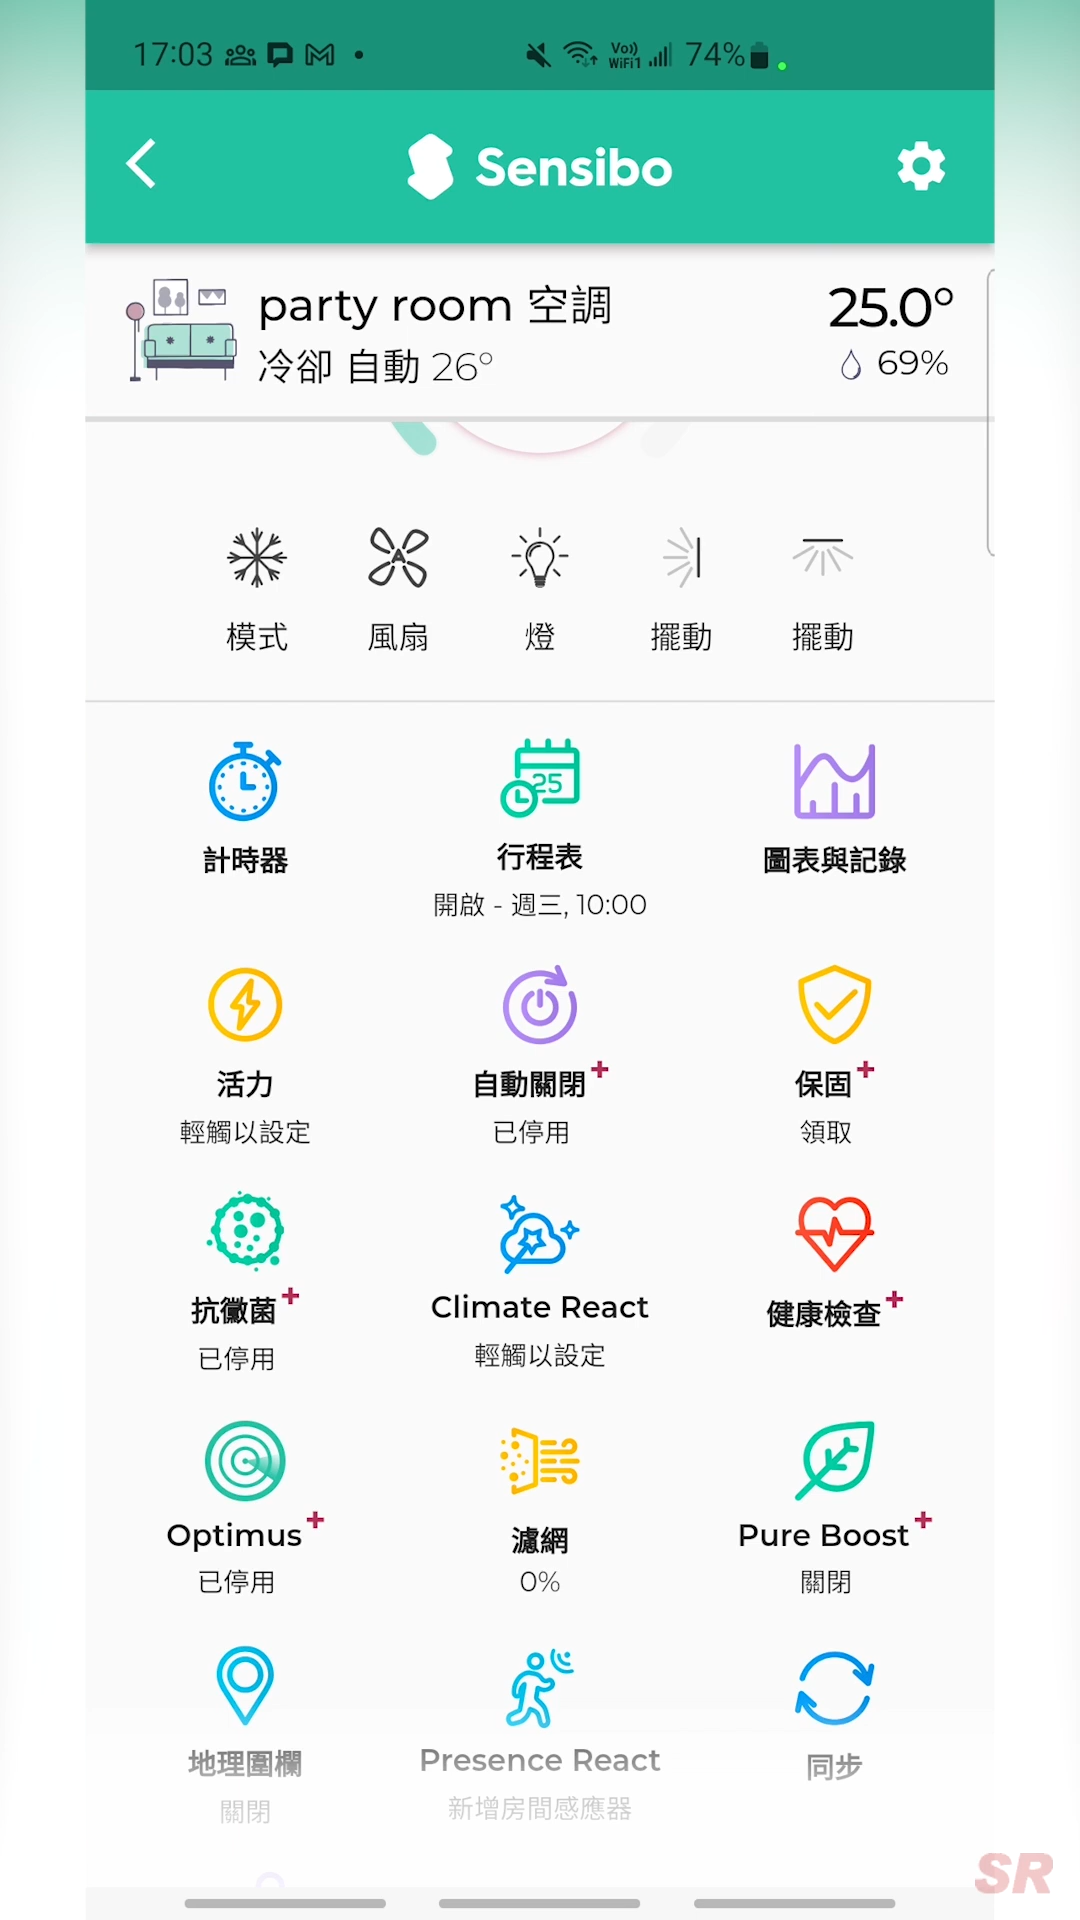 17:03
Vo)) WiFi1 74%
Sensibo
party room 空調
25.0°
冷卻 自動 26°
69%
模式
風扇
燈
擺動
擺動
25
計時器
行程表
圖表與記錄
開啟 - 週三, 10:00
活力
自動關閉+
保固+
輕觸以設定
已停用
領取
抗黴菌+
Climate React
健康檢查+
已停用
輕觸以設定
Optimus+
濾網
Pure Boost+
已停用
0%
關閉
地理圍欄
Presence React
同步
關閉
新增房間感應器
SR